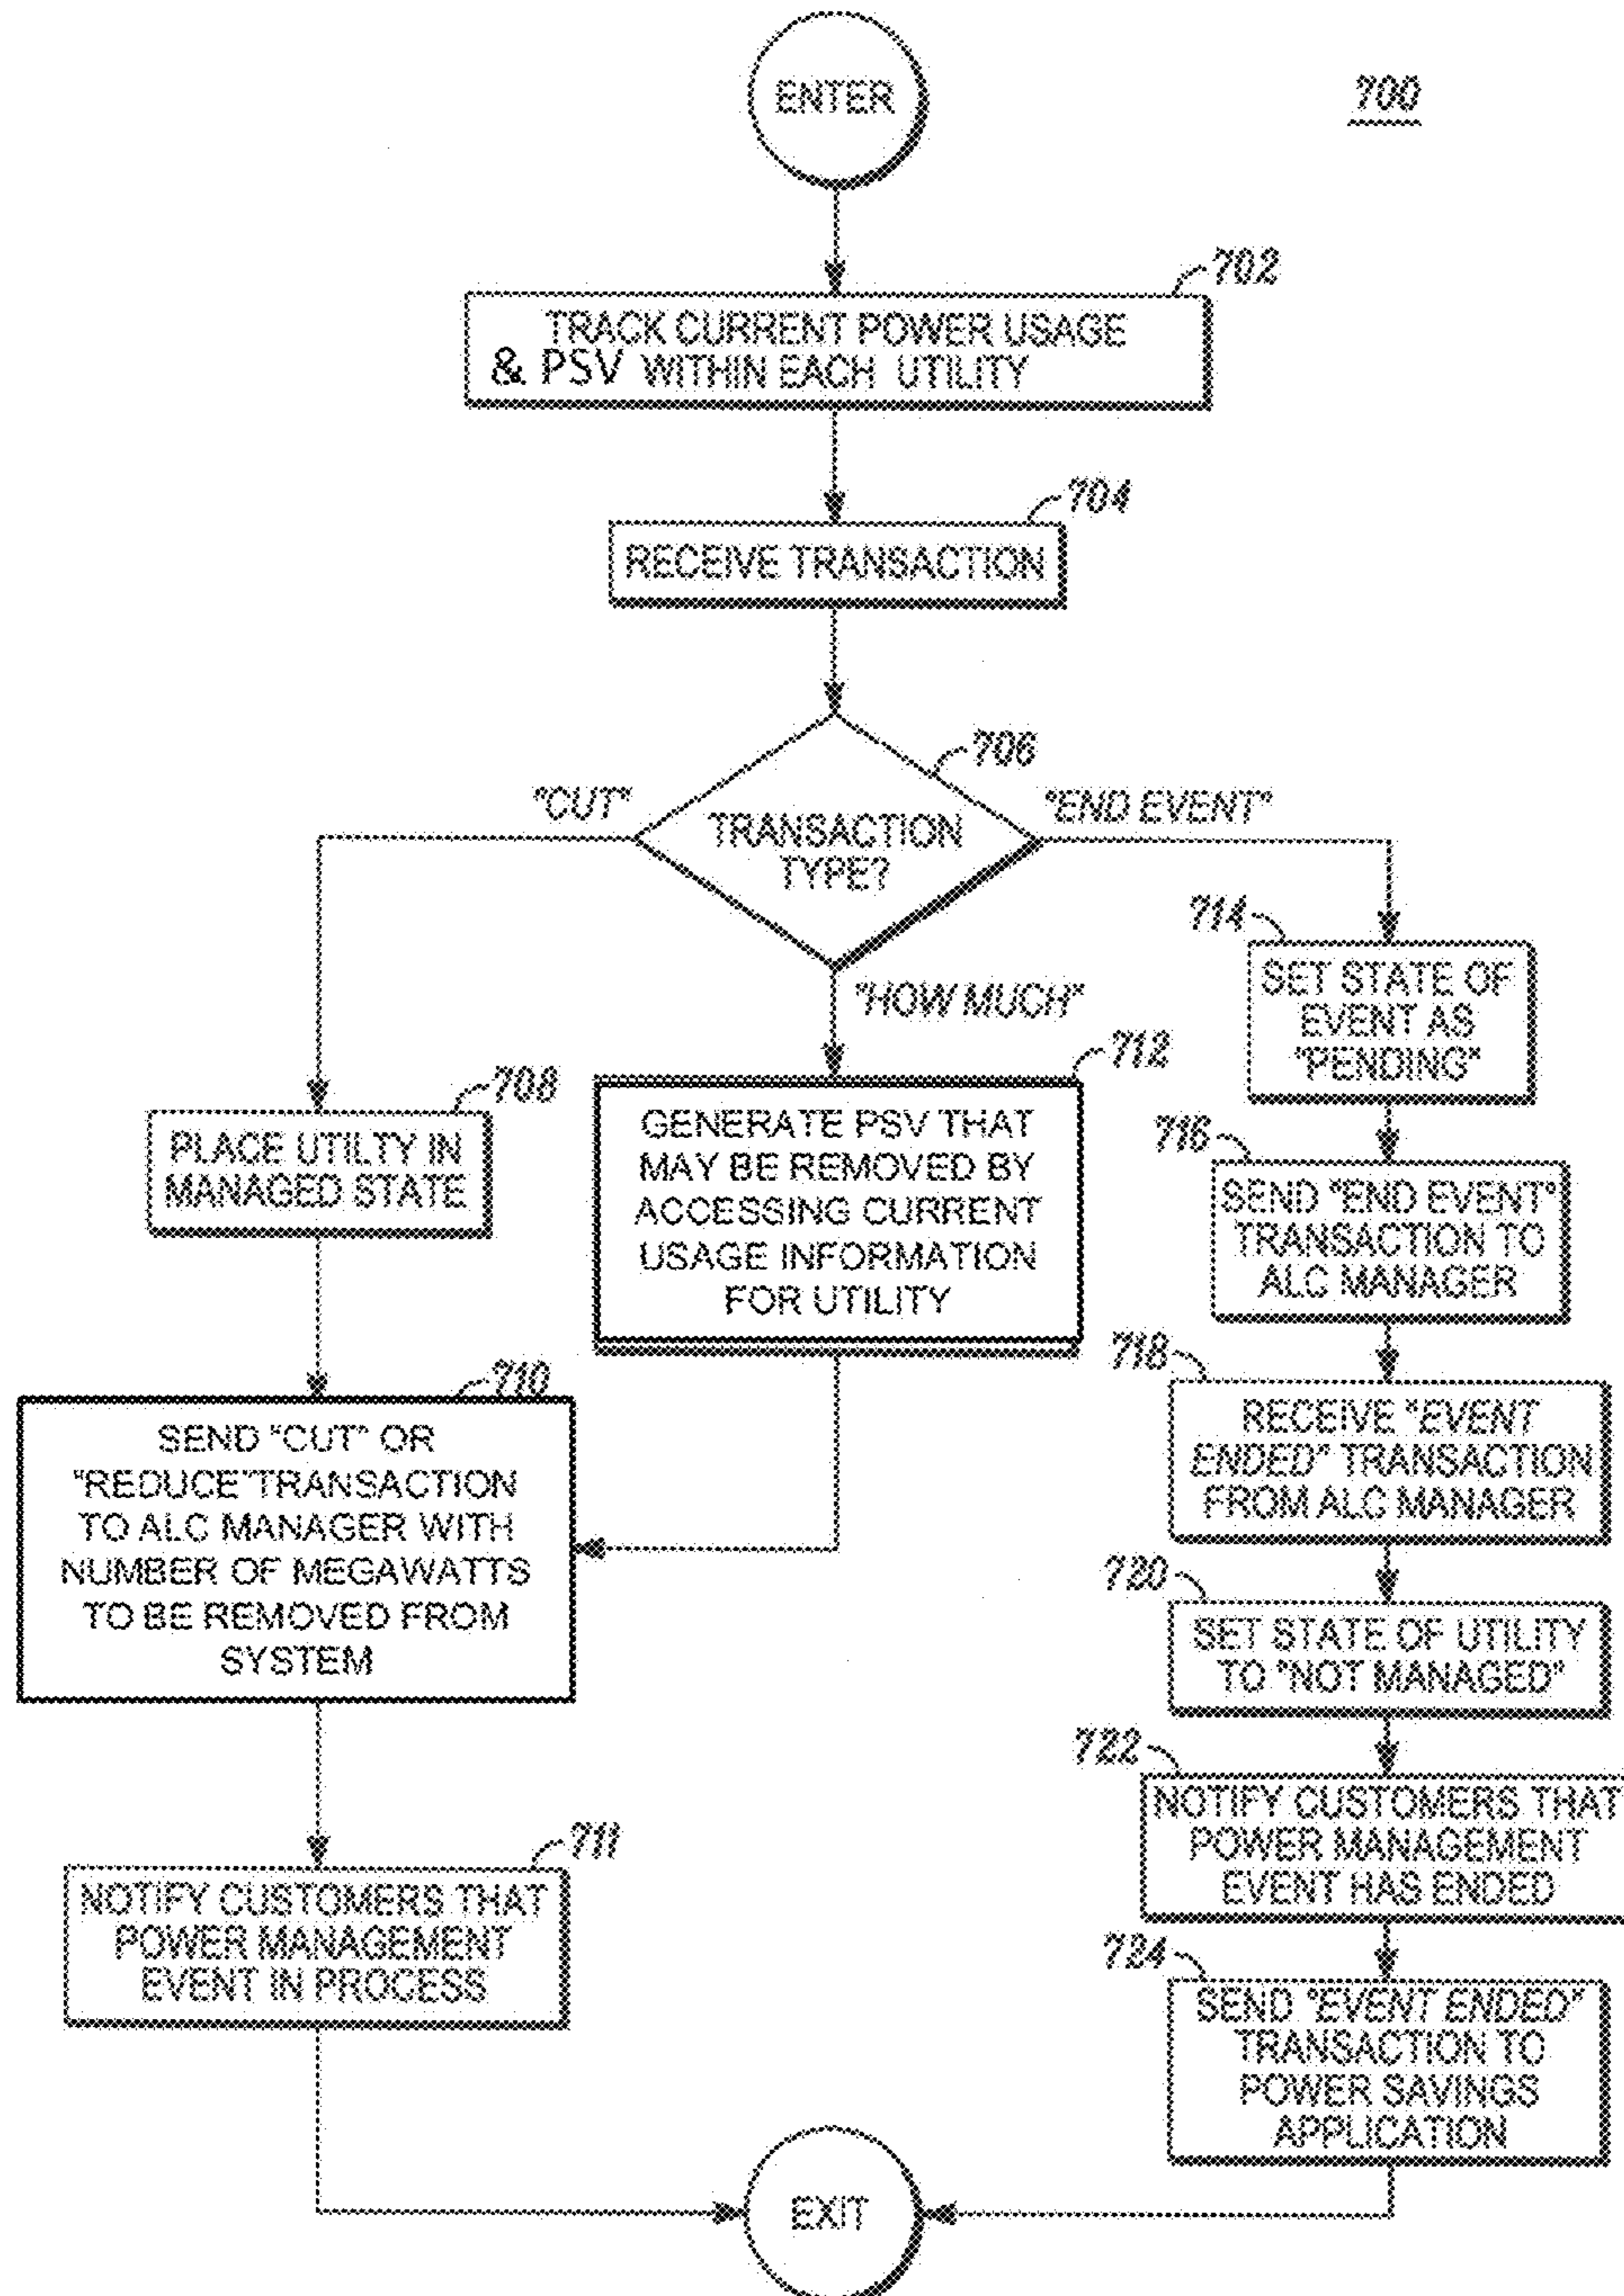 ENTER
700
702
TRACK CURRENT POWER USAGE
& PSV WITHIN EACH UTILITY
704
RECEIVE TRANSACTION
706
"CUT"
"END EVENT"
TRANSACTION
TYPE?
"HOW MUCH"
708
PLACE UTILTY IN
MANAGED STATE
712
GENERATE PSV THAT
MAY BE REMOVED BY
ACCESSING CURRENT
USAGE INFORMATION
FOR UTILITY
710
SEND "CUT" OR
"REDUCE"TRANSACTION
TO ALC MANAGER WITH
NUMBER OF MEGAWATTS
TO BE REMOVED FROM
SYSTEM
711
NOTIFY CUSTOMERS THAT
POWER MANAGEMENT
EVENT IN PROCESS
714
SET STATE OF
EVENT AS
"PENDING"
716
SEND "END EVENT"
TRANSACTION TO
ALC MANAGER
718
RECEIVE "EVENT
ENDED" TRANSACTION
FROM ALC MANAGER
720
SET STATE OF UTILITY
TO "NOT MANAGED"
722
NOTIFY CUSTOMERS THAT
POWER MANAGEMENT
EVENT HAS ENDED
724
SEND "EVENT ENDED"
TRANSACTION TO
POWER SAVINGS
APPLICATION
EXIT